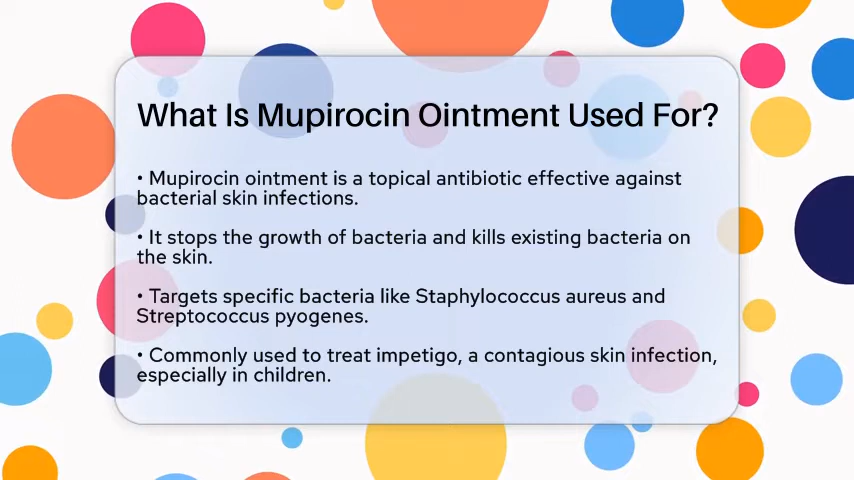 What Is Mupirocin Ointment Used For?
• Mupirocin ointment is a topical antibiotic effective against
bacterial skin infections.
• It stops the growth of bacteria and kills existing bacteria on
the skin.
• Targets specific bacteria like Staphylococcus aureus and
Streptococcus pyogenes.
• Commonly used to treat impetigo, a contagious skin infection,
especially in children.